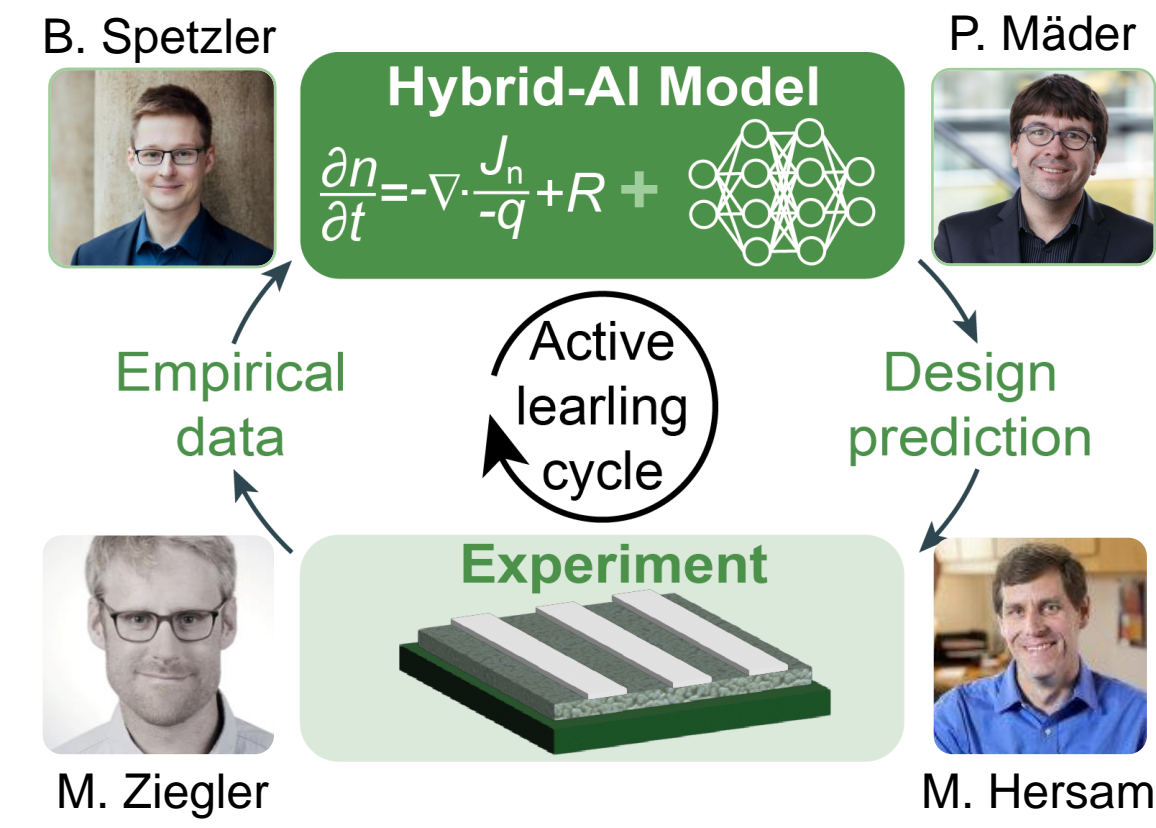 B. Spetzler
P. Mäder
Hybrid-AI Model
∂n/∂t=-∇·Jn/-q+R +
Empirical
data
Active
learling
cycle
Design
prediction
Experiment
M. Ziegler
M. Hersam